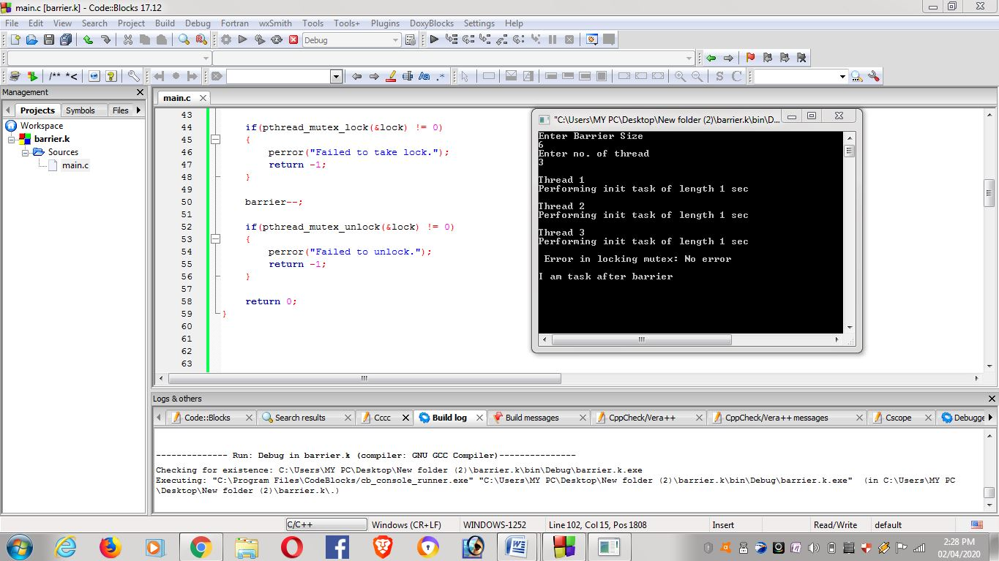 main.c [barrier.k] - Code::Blocks 17.12
File Edit View Search Project Build Debug Fortran wxSmith Tools Tools+ Plugins DoxyBlocks Settings Help
Debug
/** *<
Aa .*
S C
Management
Projects Symbols Files
Workspace
barrier.k
Sources
main.c
main.c
43
44 if(pthread_mutex_lock(&lock) != 0)
45 {
46 perror("Failed to take lock.");
47 return -1;
48 }
49
50 barrier--;
51
52 if(pthread_mutex_unlock(&lock) != 0)
53 {
54 perror("Failed to unlock.");
55 return -1;
56 }
57
58 return 0;
59 }
60
61
62
63
"C:\Users\MY PC\Desktop\New folder (2)\barrier.k\bin\D...
Enter Barrier Size
6
Enter no. of thread
3
Thread 1
Performing init task of length 1 sec
Thread 2
Performing init task of length 1 sec
Thread 3
Performing init task of length 1 sec
Error in locking mutex: No error
I am task after barrier
Logs & others
Code::Blocks Search results Cccc Build log Build messages CppCheck/Vera++ CppCheck/Vera++ messages Cscope Debugge
-------------- Run: Debug in barrier.k (compiler: GNU GCC Compiler)---------------
Checking for existence: C:\Users\MY PC\Desktop\New folder (2)\barrier.k\bin\Debug\barrier.k.exe
Executing: "C:\Program Files\CodeBlocks/cb_console_runner.exe" "C:\Users\MY PC\Desktop\New folder (2)\barrier.k\bin\Debug\barrier.k.exe" (in C:\Users\MY PC
\Desktop\New folder (2)\barrier.k\.)
C/C++ Windows (CR+LF) WINDOWS-1252 Line 102, Col 15, Pos 1808 Insert Read/Write default
2:28 PM
02/04/2020